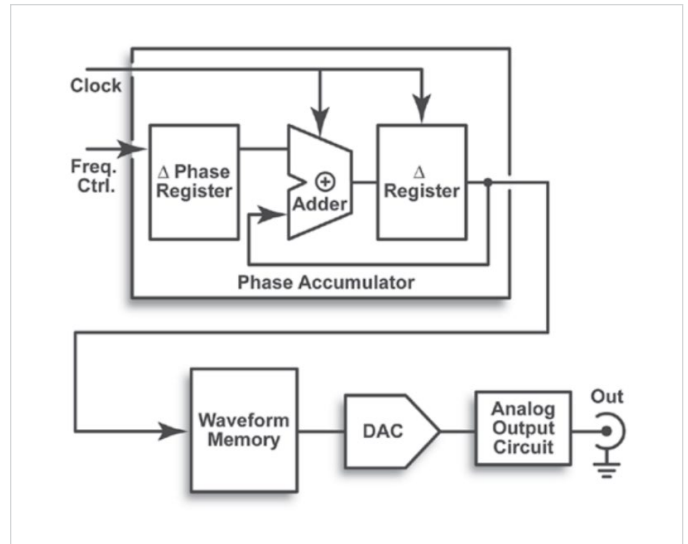 Clock
Freq.
Ctrl.
Δ Phase
Register
⊕
Adder
Δ
Register
Phase Accumulator
Waveform
Memory
DAC
Analog
Output
Circuit
Out